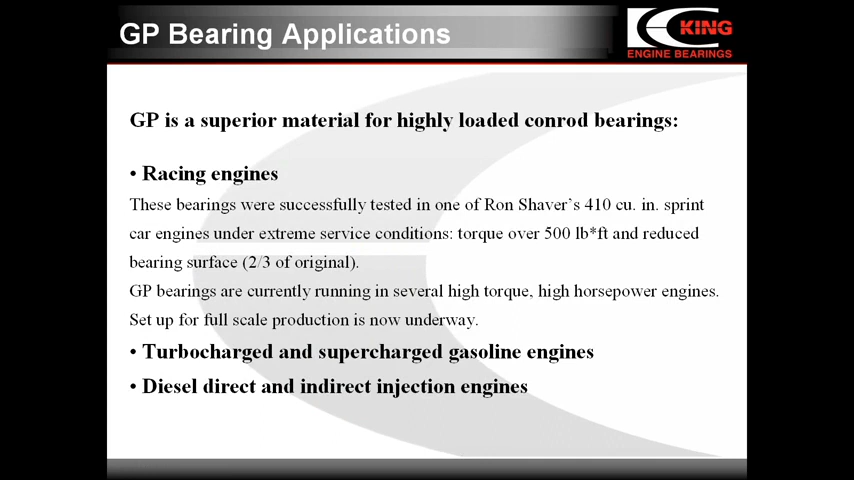 GP Bearing Applications
KING
ENGINE BEARINGS
GP is a superior material for highly loaded conrod bearings:
• Racing engines
These bearings were successfully tested in one of Ron Shaver's 410 cu. in. sprint
car engines under extreme service conditions: torque over 500 lb*ft and reduced
bearing surface (2/3 of original).
GP bearings are currently running in several high torque, high horsepower engines.
Set up for full scale production is now underway.
• Turbocharged and supercharged gasoline engines
• Diesel direct and indirect injection engines